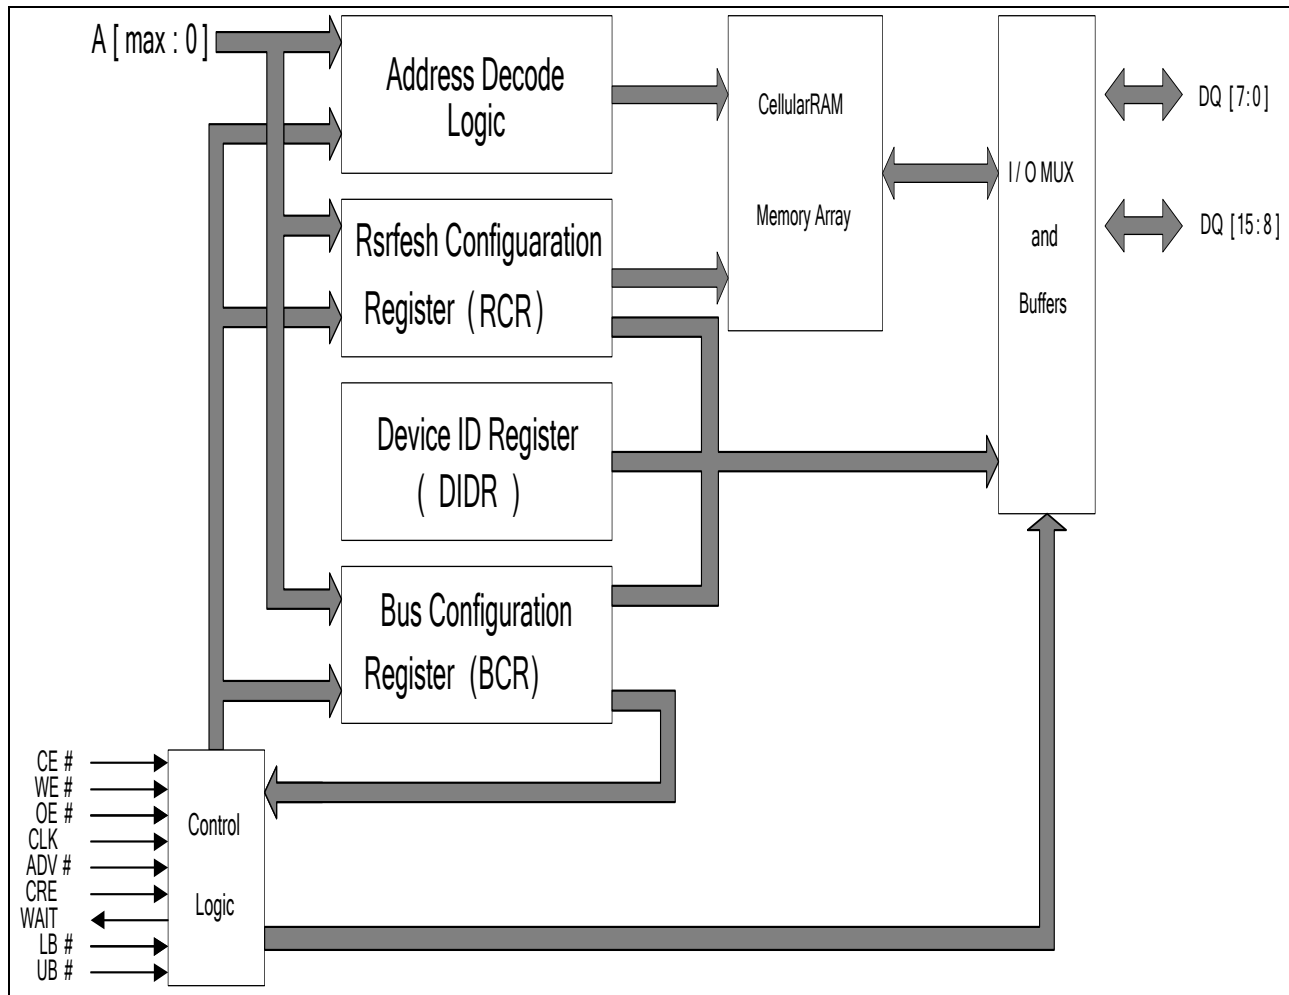 A [ max : 0 ]
Address Decode
Logic
CellularRAM
Memory Array
I / O MUX
and
Buffers
DQ [ 7:0 ]
DQ [15:8]
Rsrfesh Configuaration
Register ( RCR )
Device ID Register
( DIDR )
Bus Configuration
Register (BCR)
CE #
WE #
OE #
CLK
ADV #
CRE
WAIT
LB #
UB #
Control
Logic